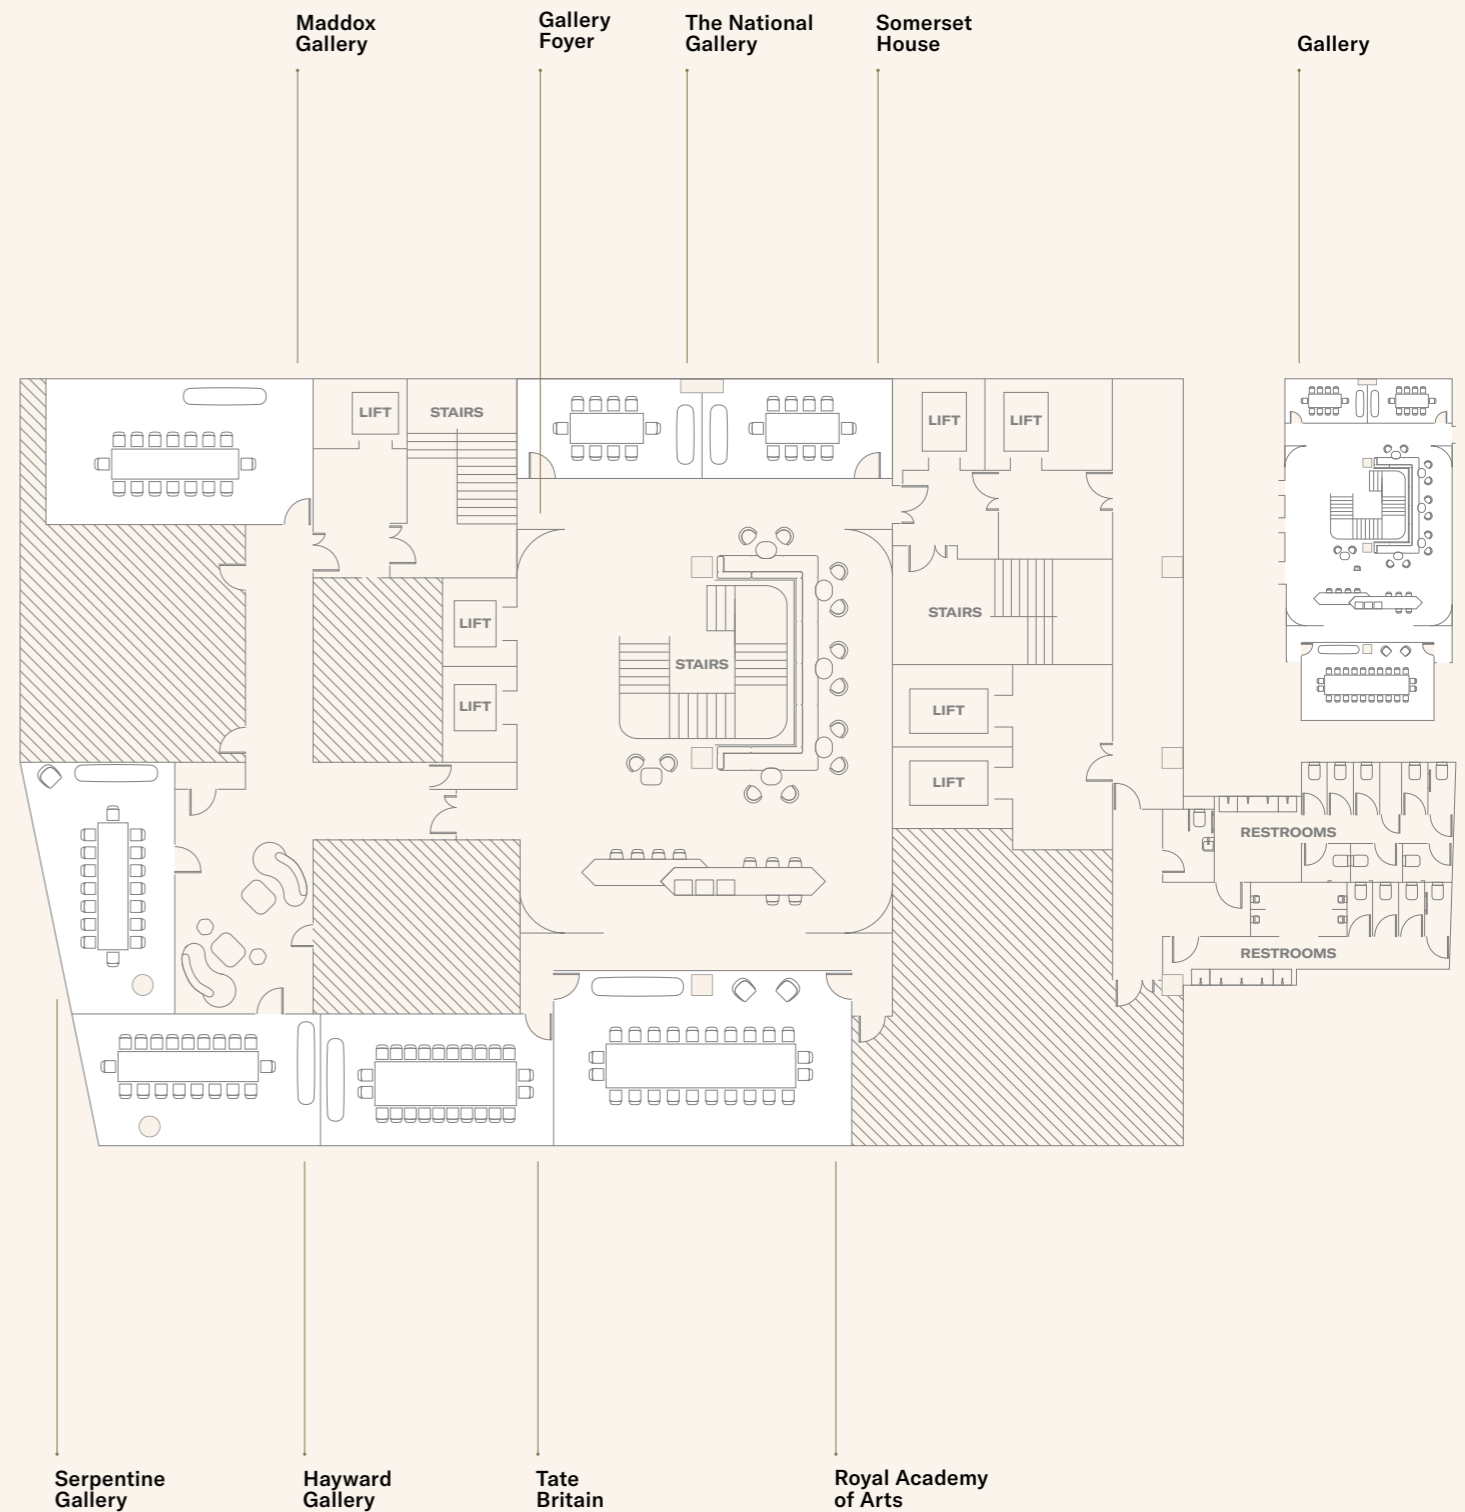 Maddox
Gallery
Gallery
Foyer
The National
Gallery
Somerset
House
Gallery
LIFT
STAIRS
LIFT
LIFT
LIFT
STAIRS
STAIRS
LIFT
LIFT
LIFT
RESTROOMS
RESTROOMS
Serpentine
Gallery
Hayward
Gallery
Tate
Britain
Royal Academy
of Arts